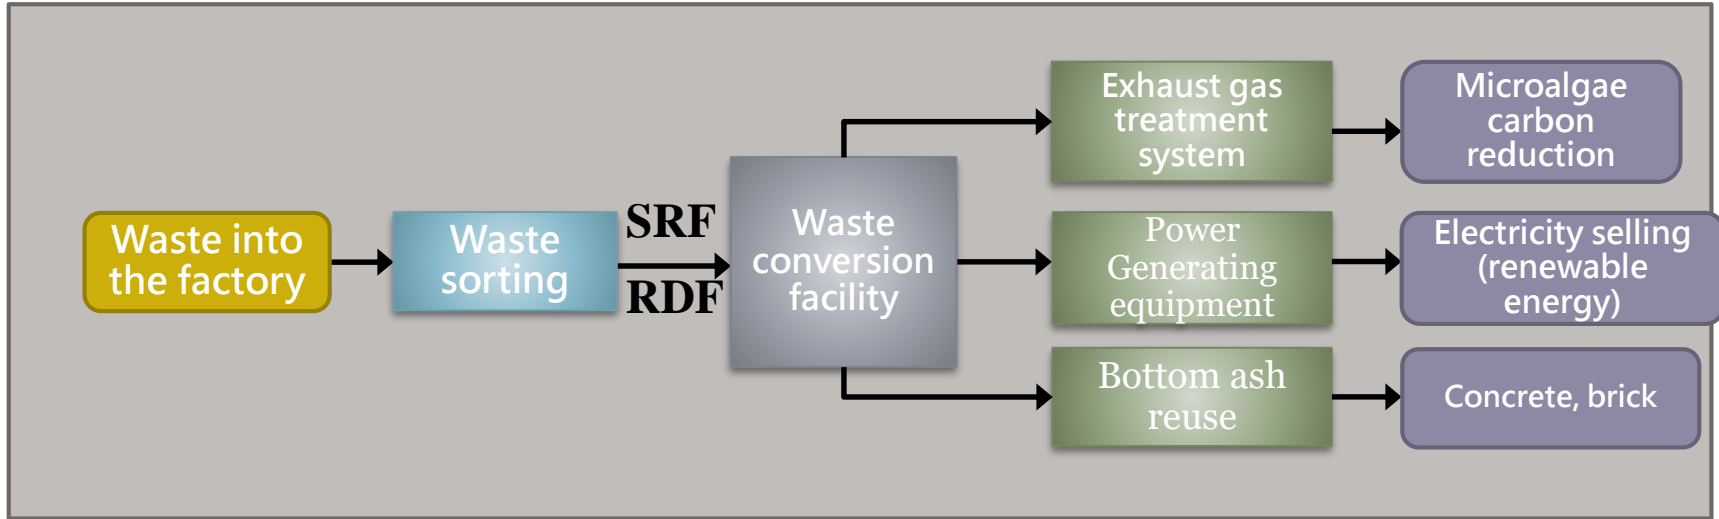 Waste into
the factory
Waste
sorting
SRF
RDF
Waste
conversion
facility
Exhaust gas
treatment
system
Microalgae
carbon
reduction
Power
Generating
equipment
Electricity selling
(renewable
energy)
Bottom ash
reuse
Concrete, brick